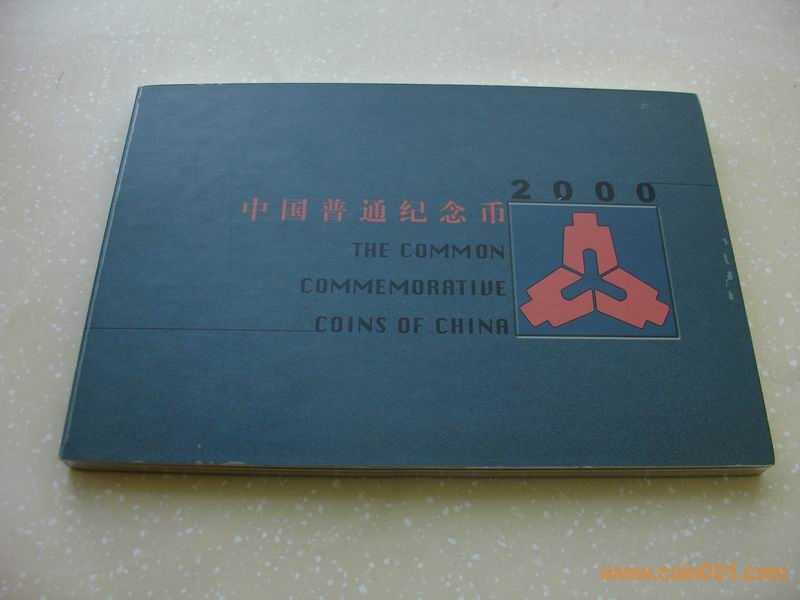 2000
中国普通纪念币
THE COMMON
COMMEMORATIVE
COINS OF CHINA
www.coin001.com